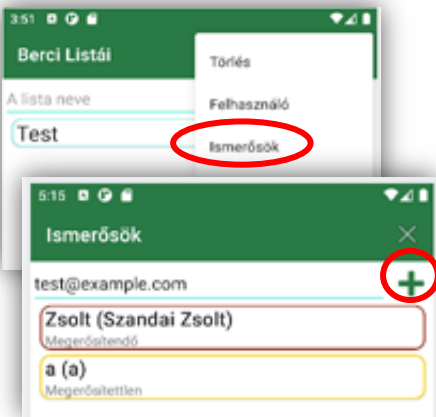 3:51
Berci Listái
Törlés
A lista neve
Felhasználó
Test
Ismerősök
5:15
Ismerősök
test@example.com
Zsolt (Szandai Zsolt)
Megerősítendő
a (a)
Megerősítettlen